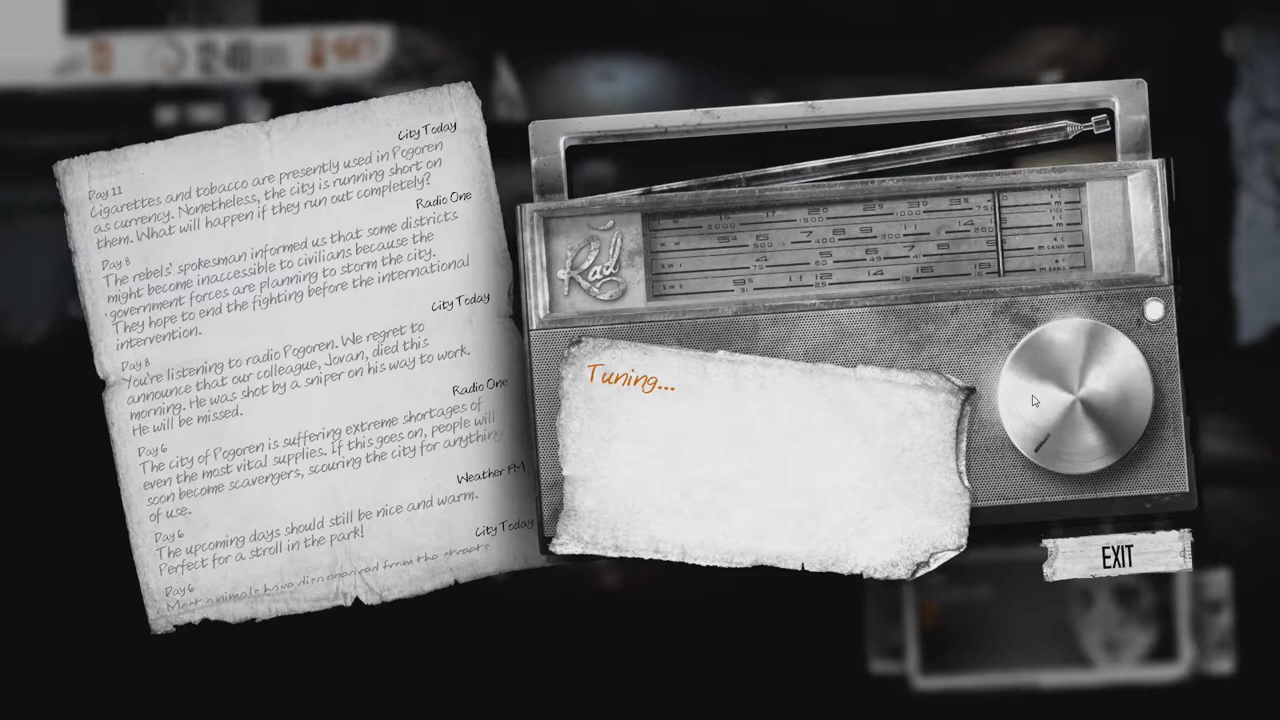 City Today
Day 11
Cigarettes and tobacco are presently used in Pogoren
as currency. Nonetheless, the city is running short on
them. What will happen if they run out completely?
Radio One
Day 8
The rebels' spokesman informed us that some districts
might become inaccessible to civilians because the
government forces are planning to storm the city.
They hope to end the fighting before the international
intervention.
City Today
Day 8
You're listening to radio Pogoren. We regret to
announce that our colleague, Jovan, died this
morning. He was shot by a sniper on his way to work.
He will be missed.
Radio One
Day 6
The city of Pogoren is suffering extreme shortages of
even the most vital supplies. If this goes on, people will
soon become scavengers, scouring the city for anything
of use.
Weather FM
Day 6
The upcoming days should still be nice and warm.
Perfect for a stroll in the park!
City Today
Day 6
Most animals have disappeared from the streets
Rad
Tuning...
EXIT